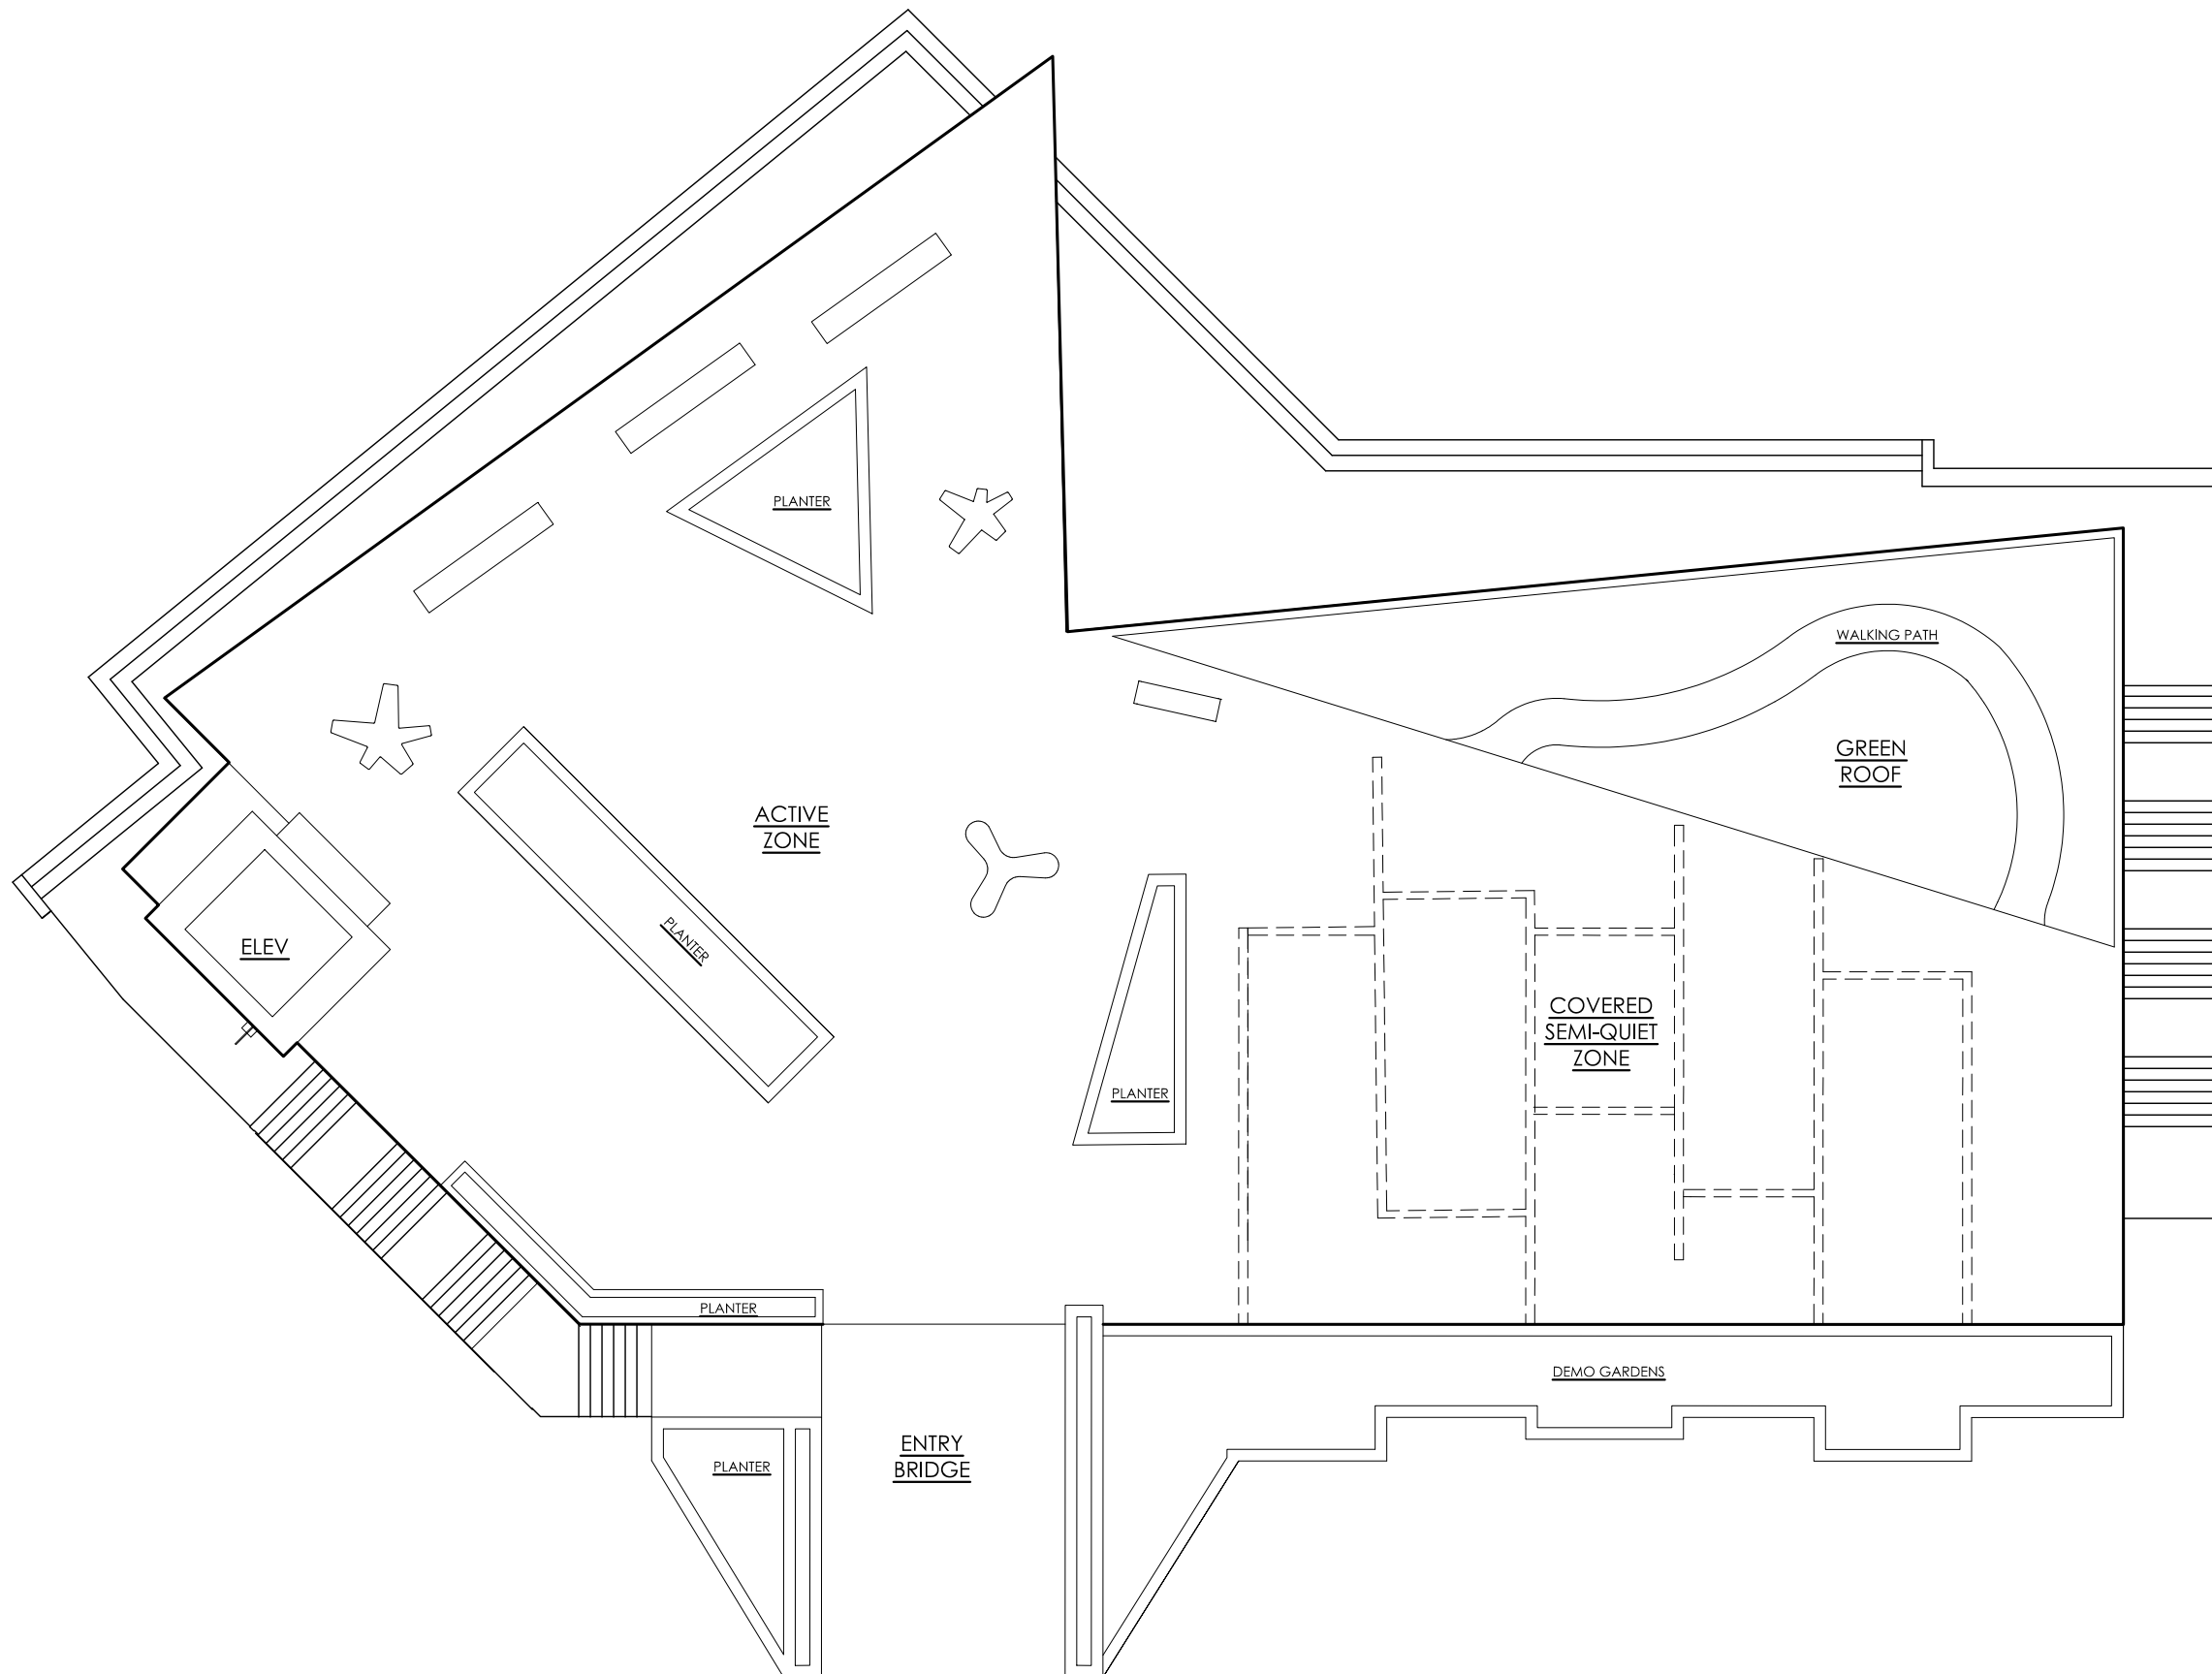 PLANTER
WALKING PATH
GREEN
ROOF
ACTIVE
ZONE
ELEV
PLANTER
COVERED
SEMI-QUIET
ZONE
PLANTER
PLANTER
DEMO GARDENS
ENTRY
BRIDGE
PLANTER